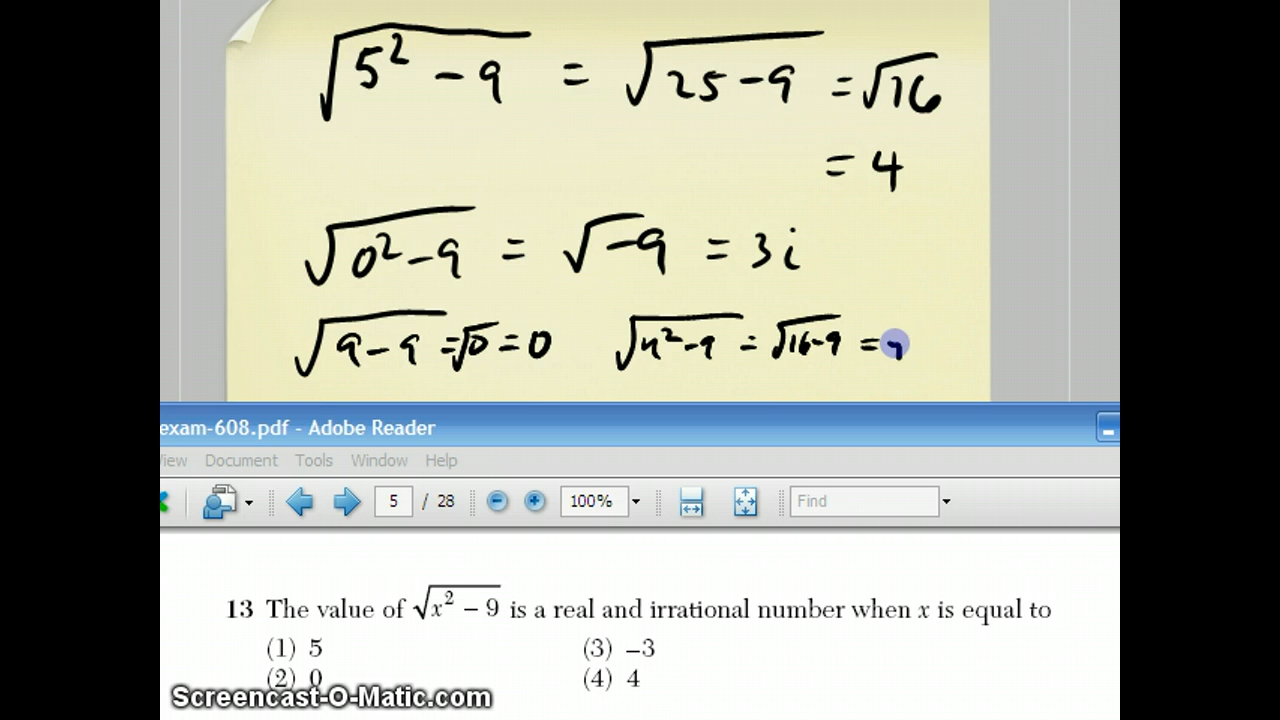 √5² - 9 = √25 - 9 = √16
= 4
√0² - 9 = √-9 = 3i
√9 - 9 = √0 = 0 √4² - 9 = √16 - 9 =
exam-608.pdf - Adobe Reader
View Document Tools Window Help
5 / 28 100% Find
13 The value of √x² – 9 is a real and irrational number when x is equal to
(1) 5 (3) –3
(2) 0 (4) 4
Screencast-O-Matic.com